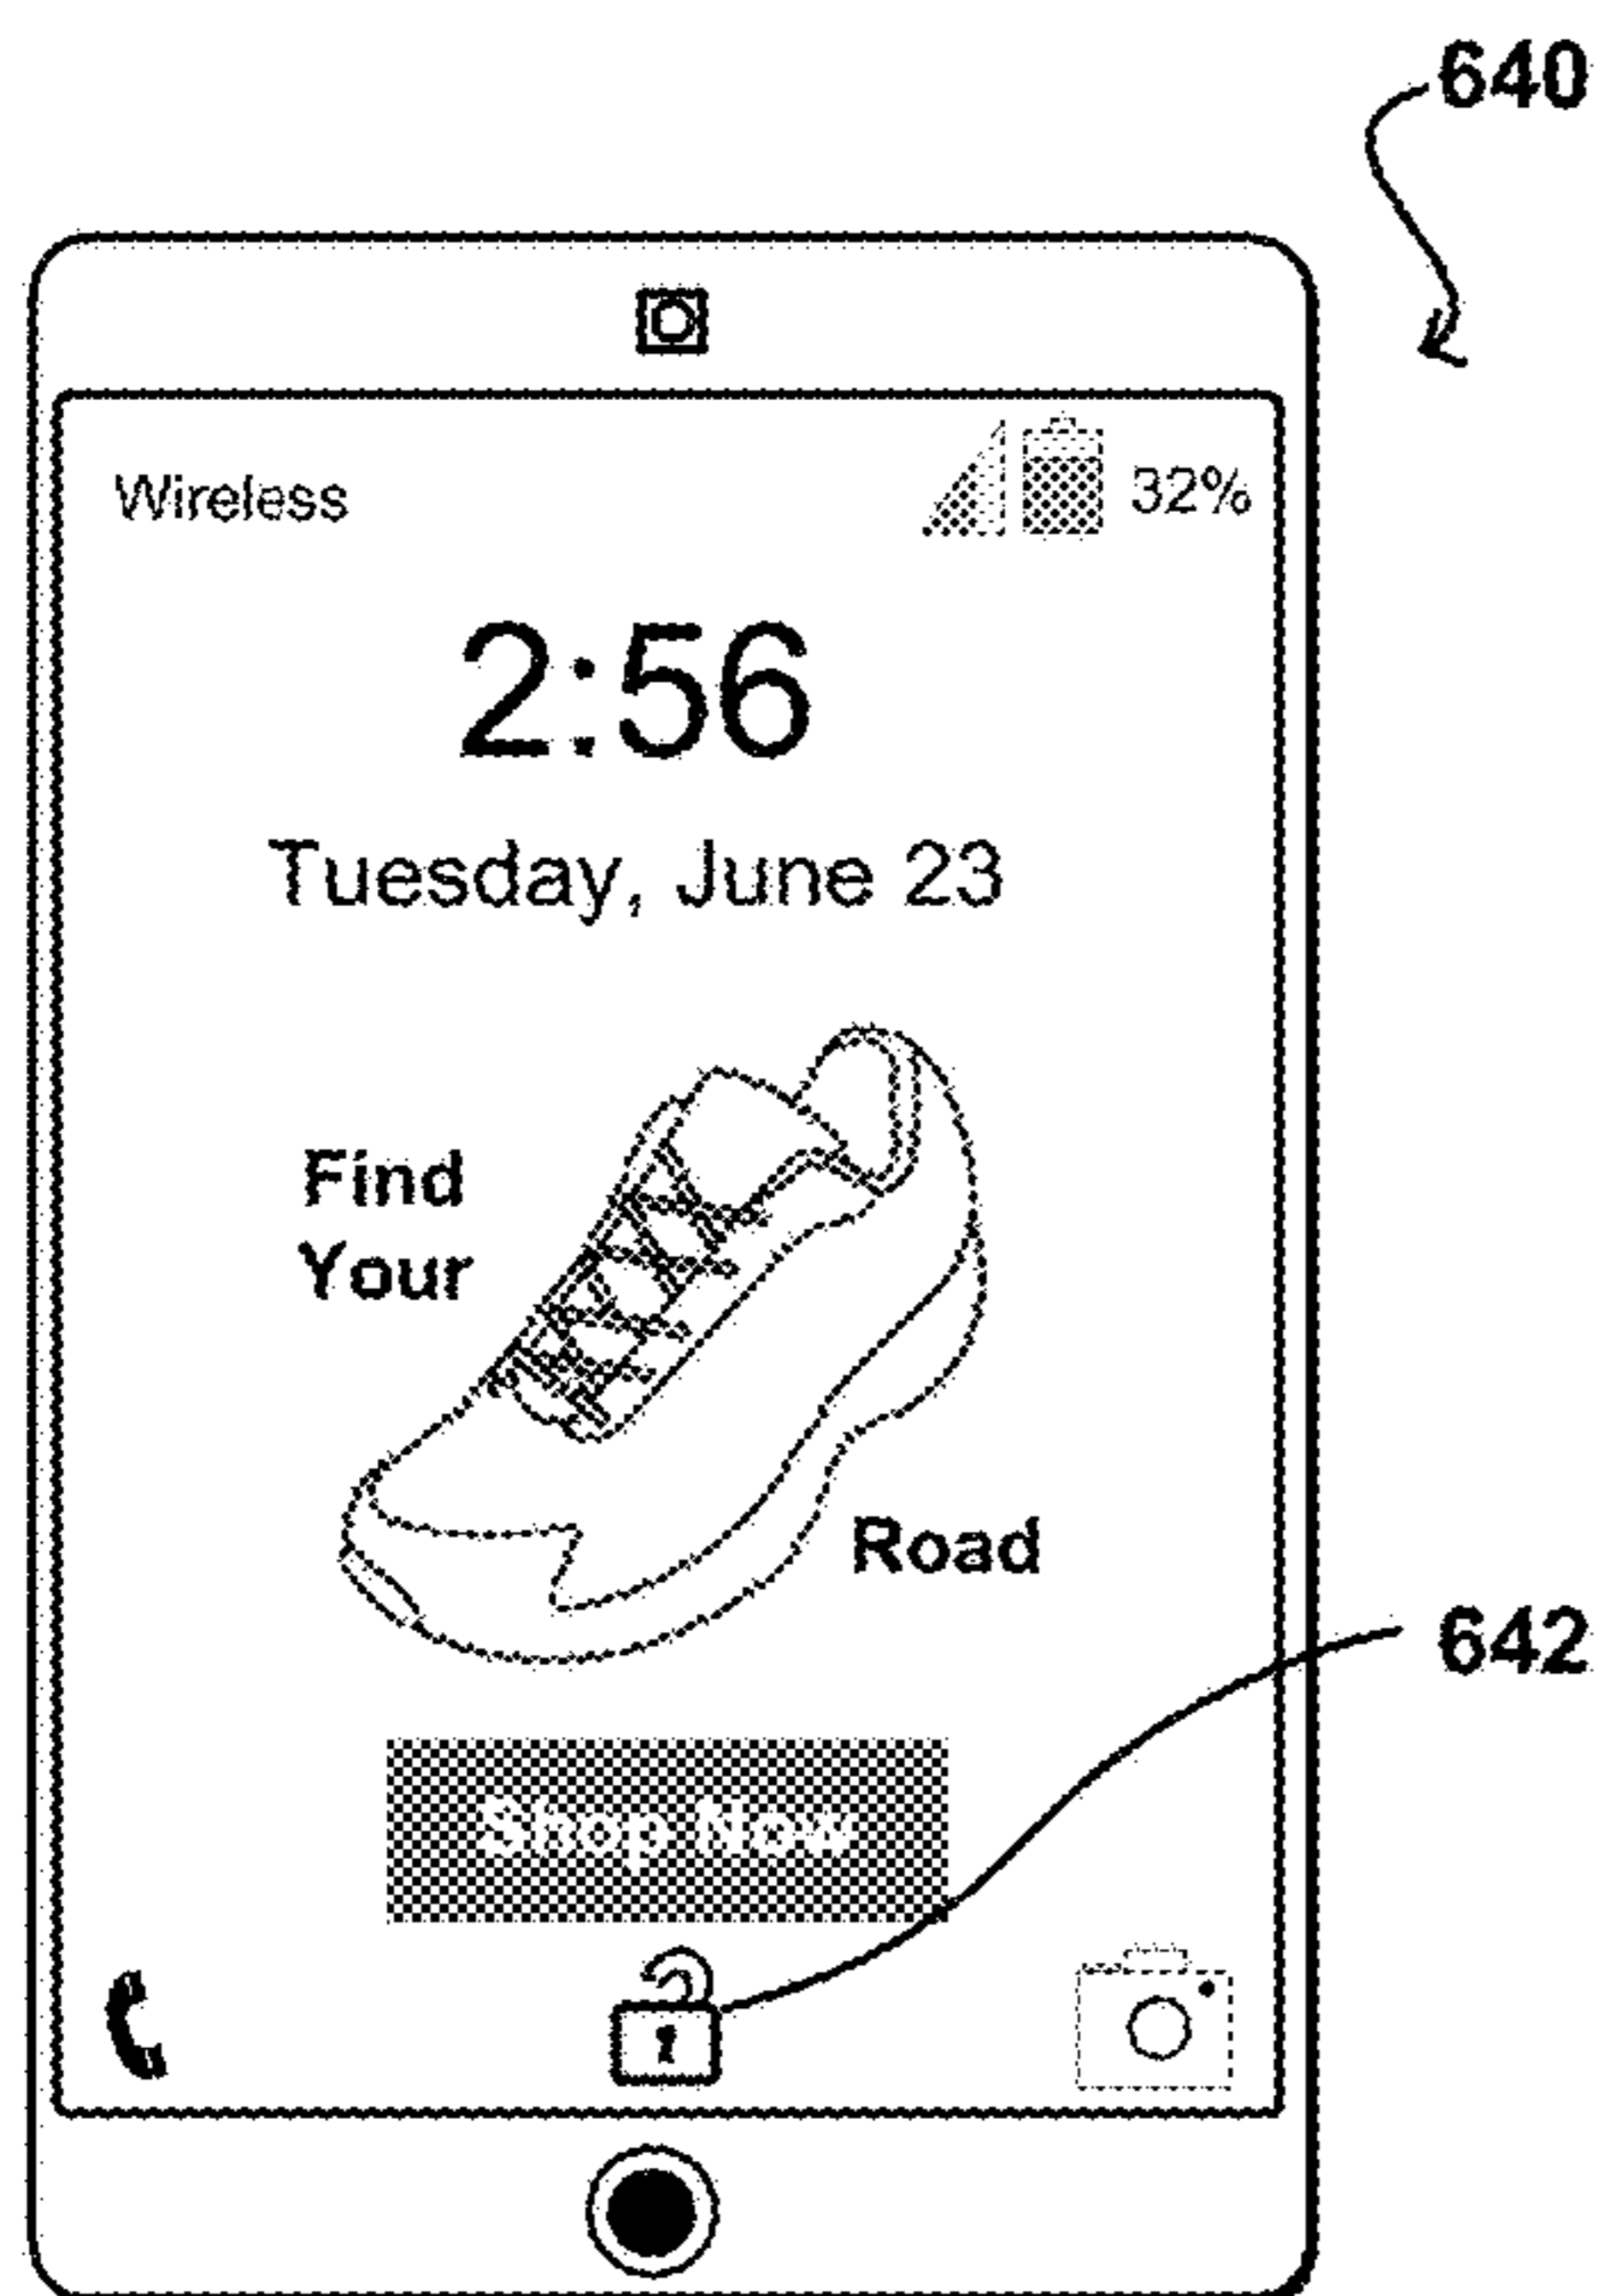 640
Wireless 32%
2:56
Tuesday, June 23
Find
Your
Road
642
Shop Now